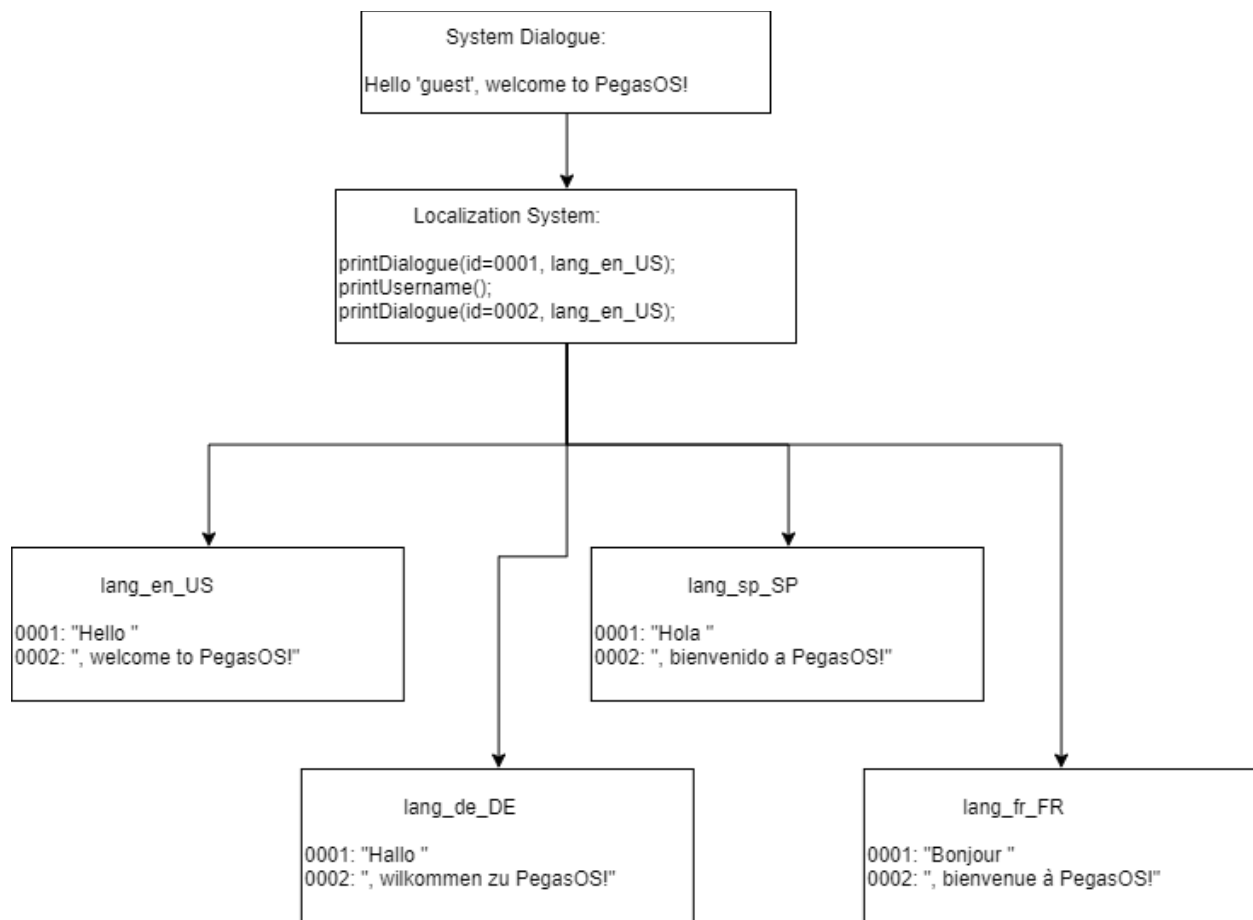 System Dialogue:
Hello 'guest', welcome to PegasOS!
Localization System:
printDialogue(id=0001, lang_en_US);
printUsername();
printDialogue(id=0002, lang_en_US);
lang_en_US
0001: "Hello "
0002: ", welcome to PegasOS!"
lang_sp_SP
0001: "Hola "
0002: ", bienvenido a PegasOS!"
lang_de_DE
0001: "Hallo "
0002: ", wilkommen zu PegasOS!"
lang_fr_FR
0001: "Bonjour "
0002: ", bienvenue à PegasOS!"